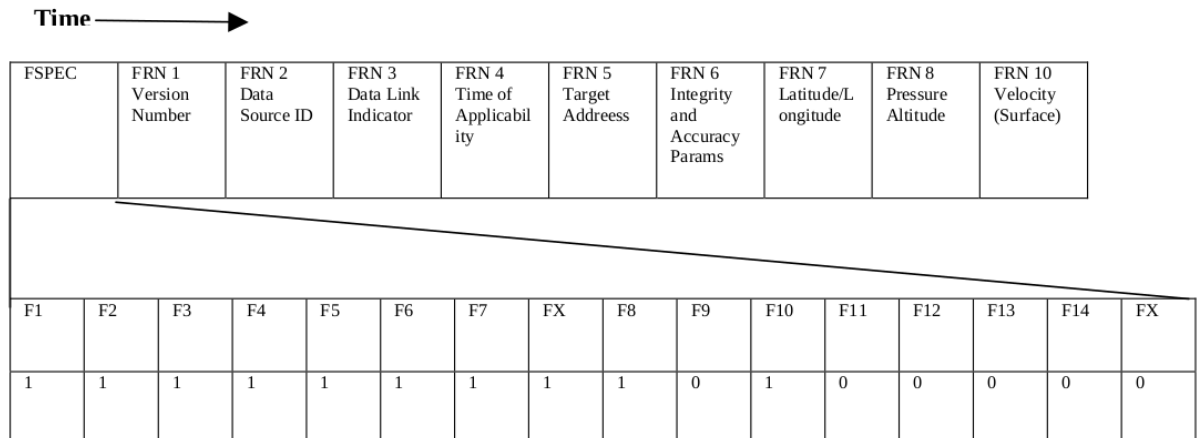 Time
FSPEC
FRN 1
Version
Number
FRN 2
Data
Source ID
FRN 3
Data Link
Indicator
FRN 4
Time of
Applicabil
ity
FRN 5
Target
Addreess
FRN 6
Integrity
and
Accuracy
Params
FRN 7
Latitude/L
ongitude
FRN 8
Pressure
Altitude
FRN 10
Velocity
(Surface)
F1 F2 F3 F4 F5 F6 F7 FX F8 F9 F10 F11 F12 F13 F14 FX
1 1 1 1 1 1 1 1 1 0 1 0 0 0 0 0